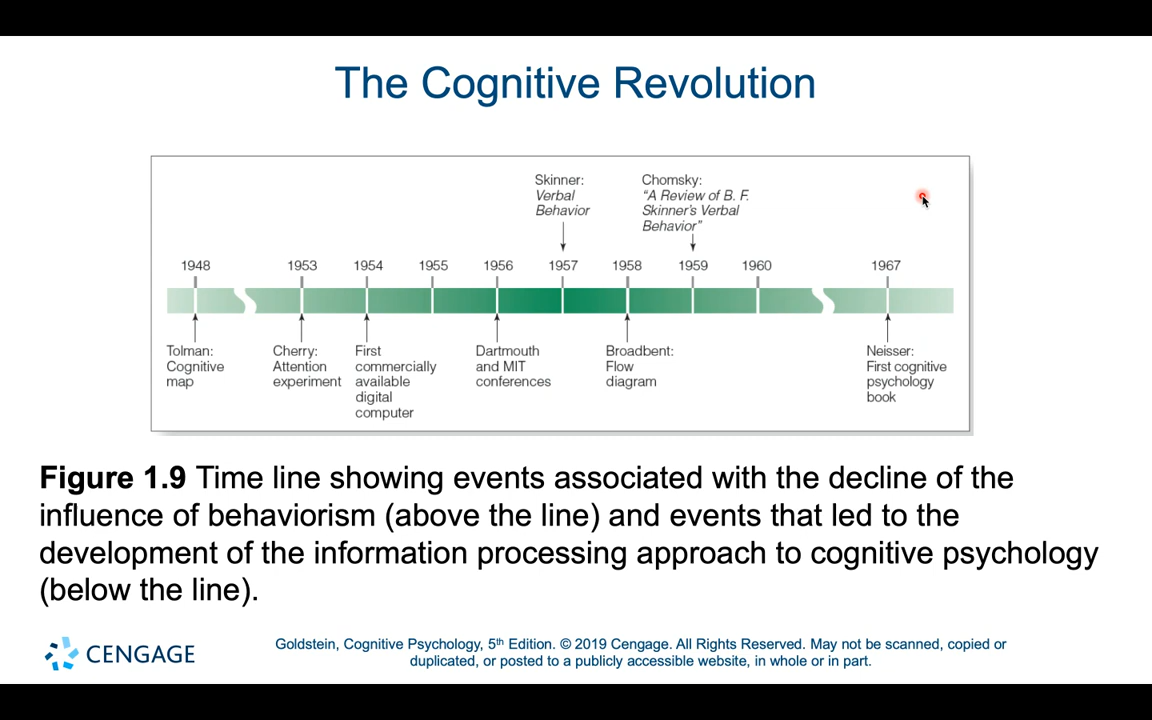 The Cognitive Revolution
Skinner:
Verbal
Behavior
Chomsky:
“A Review of B. F.
Skinner’s Verbal
Behavior”
1948
1953
1954
1955
1956
1957
1958
1959
1960
1967
Tolman:
Cognitive
map
Cherry:
Attention
experiment
First
commercially
available
digital
computer
Dartmouth
and MIT
conferences
Broadbent:
Flow
diagram
Neisser:
First cognitive
psychology
book
Figure 1.9 Time line showing events associated with the decline of the
influence of behaviorism (above the line) and events that led to the
development of the information processing approach to cognitive psychology
(below the line).
CENGAGE
Goldstein, Cognitive Psychology, 5th Edition. © 2019 Cengage. All Rights Reserved. May not be scanned, copied or
duplicated, or posted to a publicly accessible website, in whole or in part.